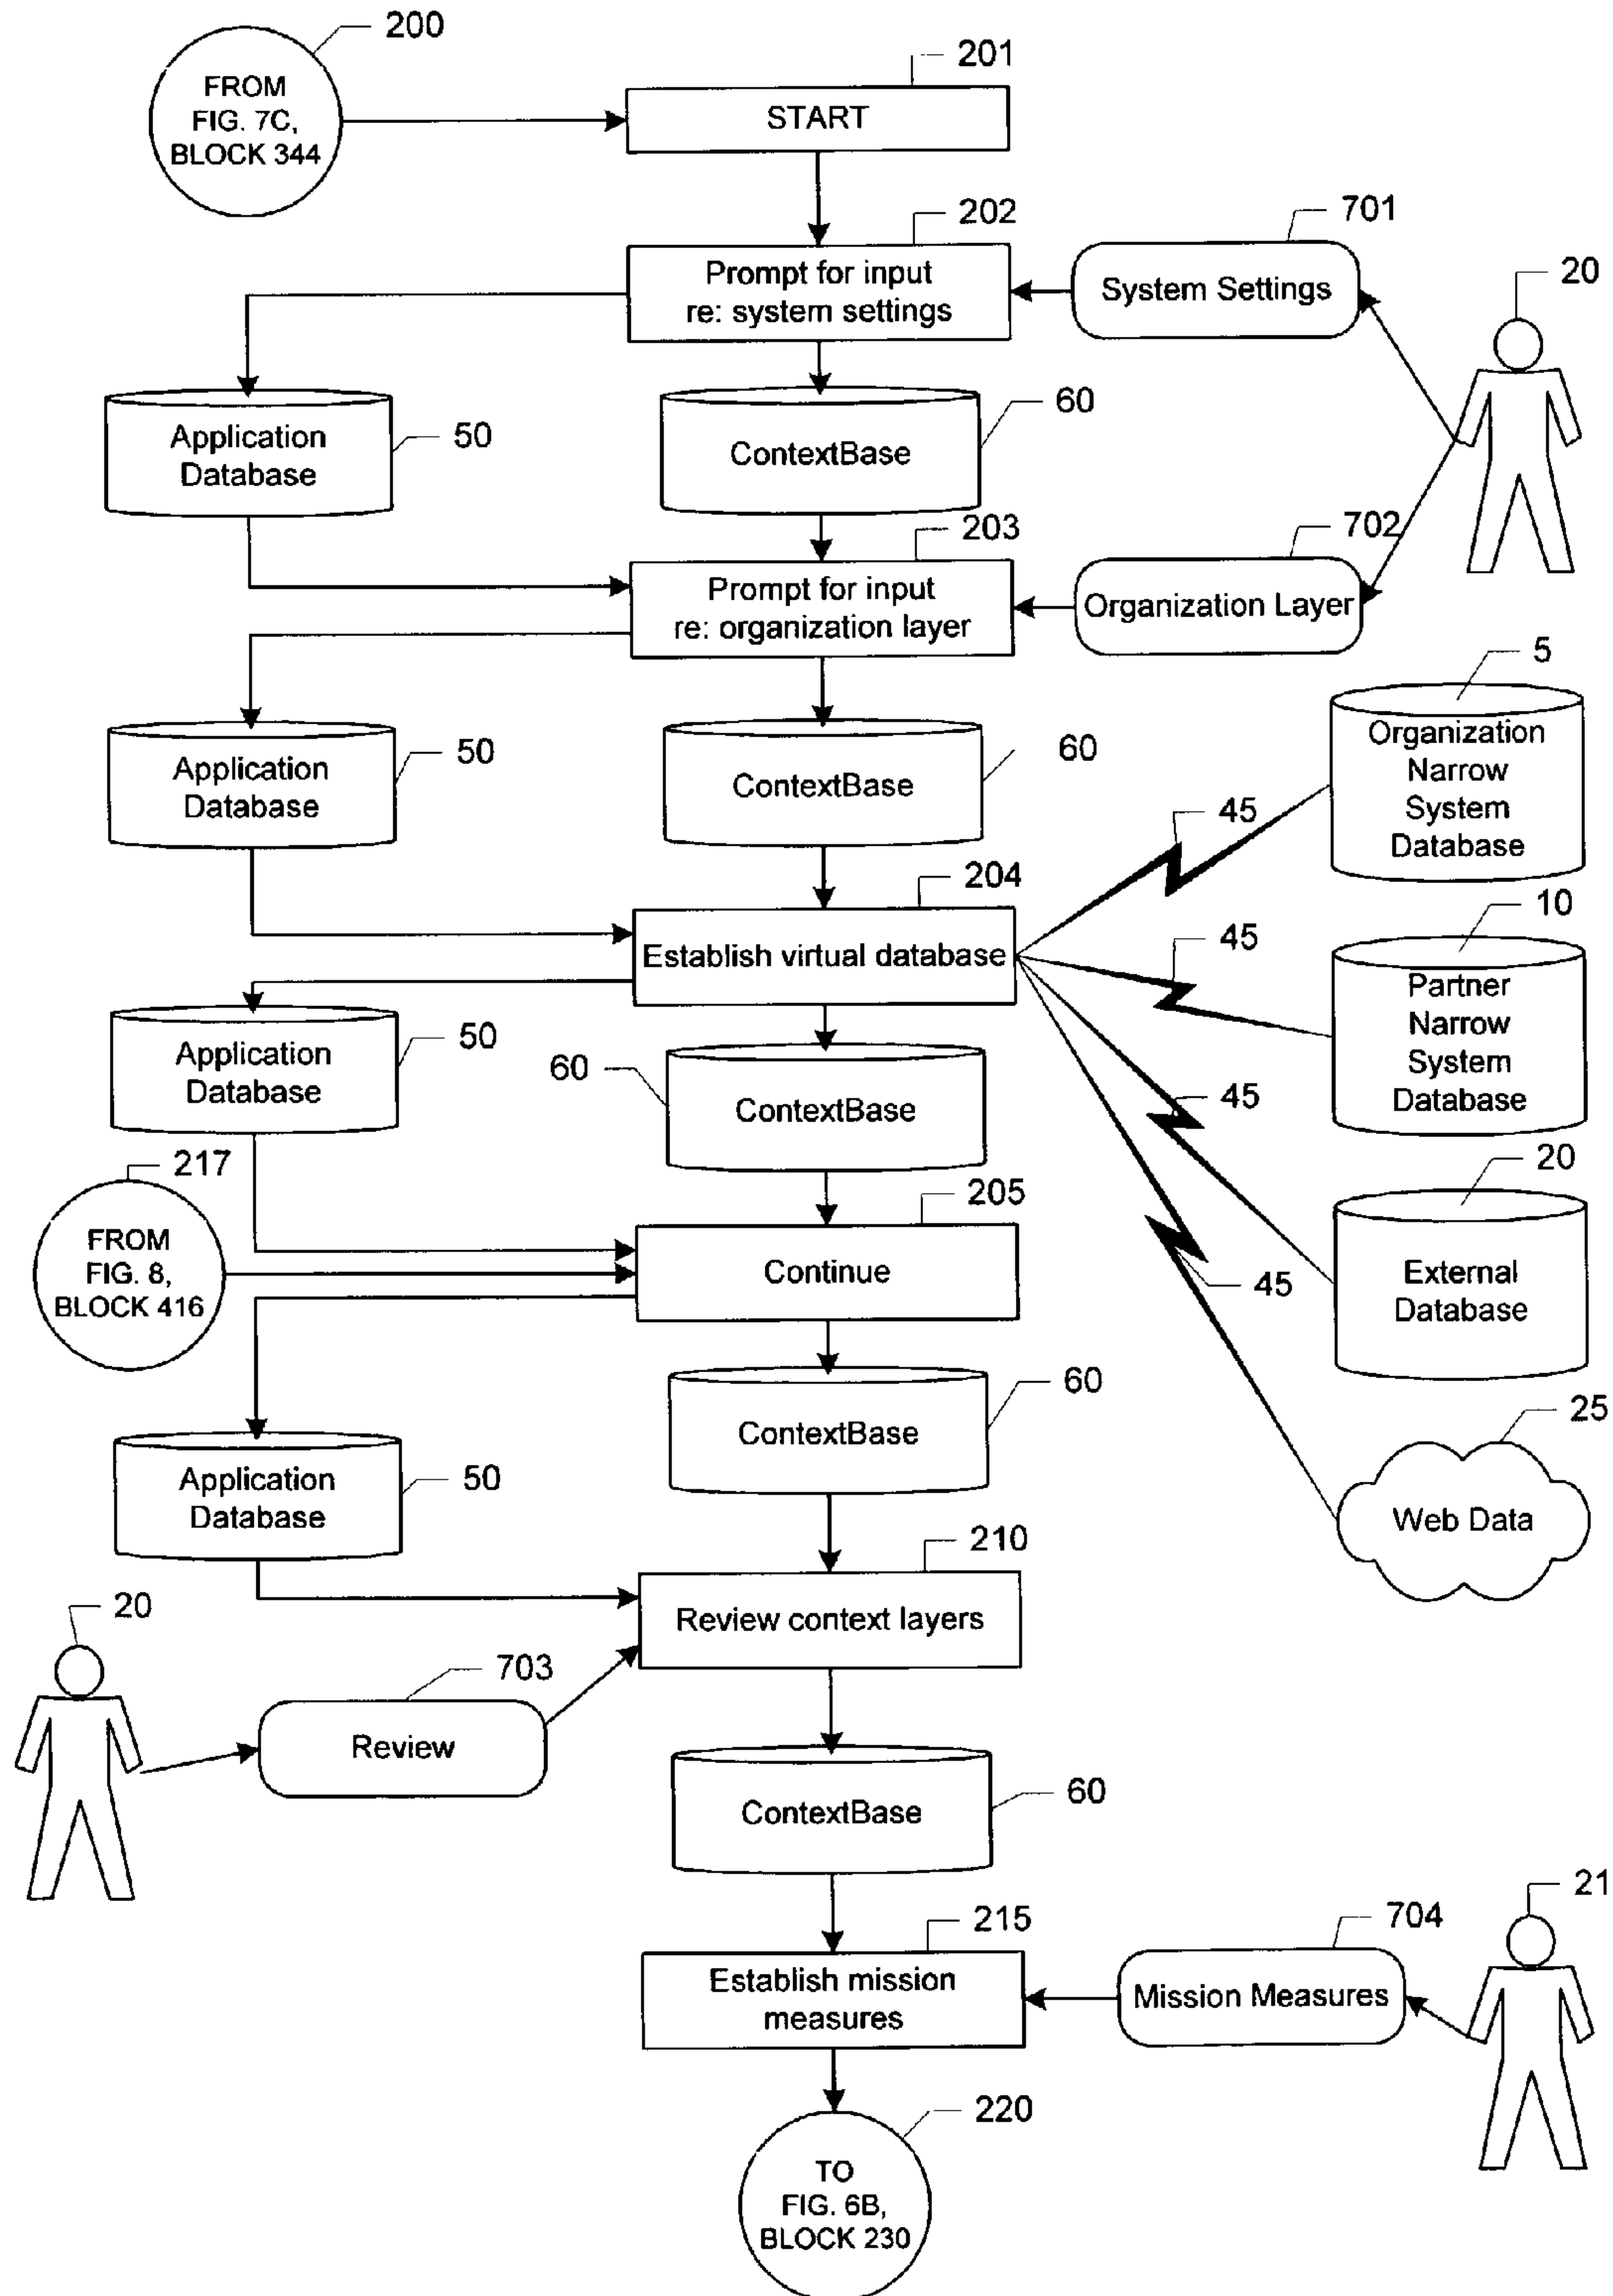 200
FROM
FIG. 7C,
BLOCK 344
201
START
202
Prompt for input
re: system settings
701
System Settings
20
Application
Database
50
ContextBase
60
203
Prompt for input
re: organization layer
702
Organization Layer
5
Organization
Narrow
System
Database
Application
Database
50
ContextBase
60
45
204
Establish virtual database
45
10
Partner
Narrow
System
Database
Application
Database
50
60
ContextBase
45
217
FROM
FIG. 8,
BLOCK 416
205
Continue
45
20
External
Database
ContextBase
60
25
Web Data
Application
Database
50
210
Review context layers
20
703
Review
ContextBase
60
215
Establish mission
measures
704
Mission Measures
21
220
TO
FIG. 6B,
BLOCK 230